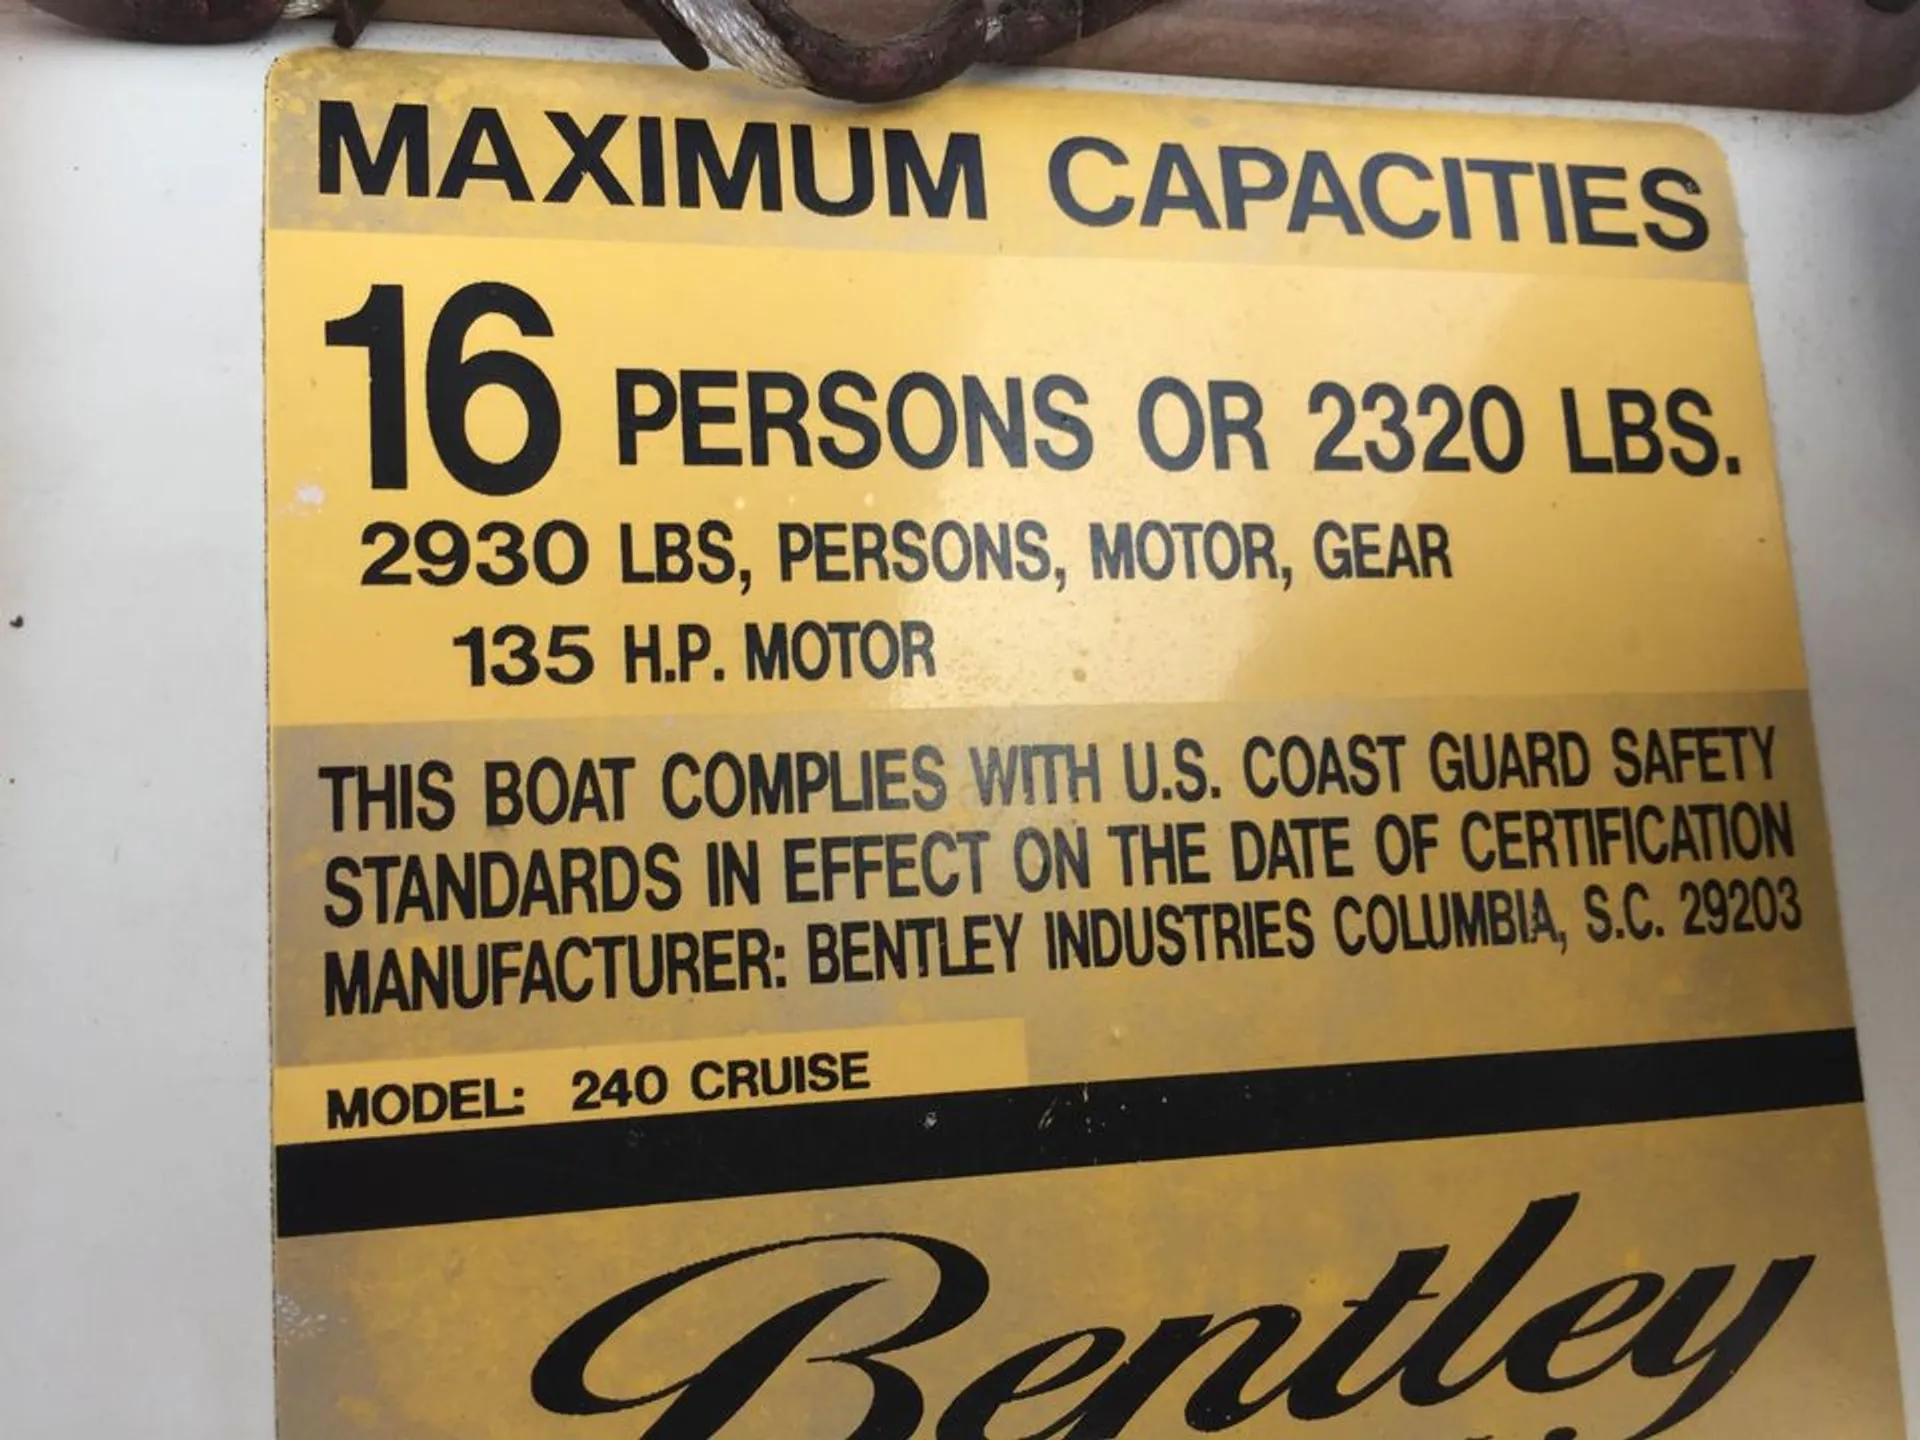 MAXIMUM CAPACITIES
16 PERSONS OR 2320 LBS.
2930 LBS, PERSONS, MOTOR, GEAR
135 H.P. MOTOR
THIS BOAT COMPLIES WITH U.S. COAST GUARD SAFETY
STANDARDS IN EFFECT ON THE DATE OF CERTIFICATION
MANUFACTURER: BENTLEY INDUSTRIES COLUMBIA, S.C. 29203
MODEL: 240 CRUISE
Bentley